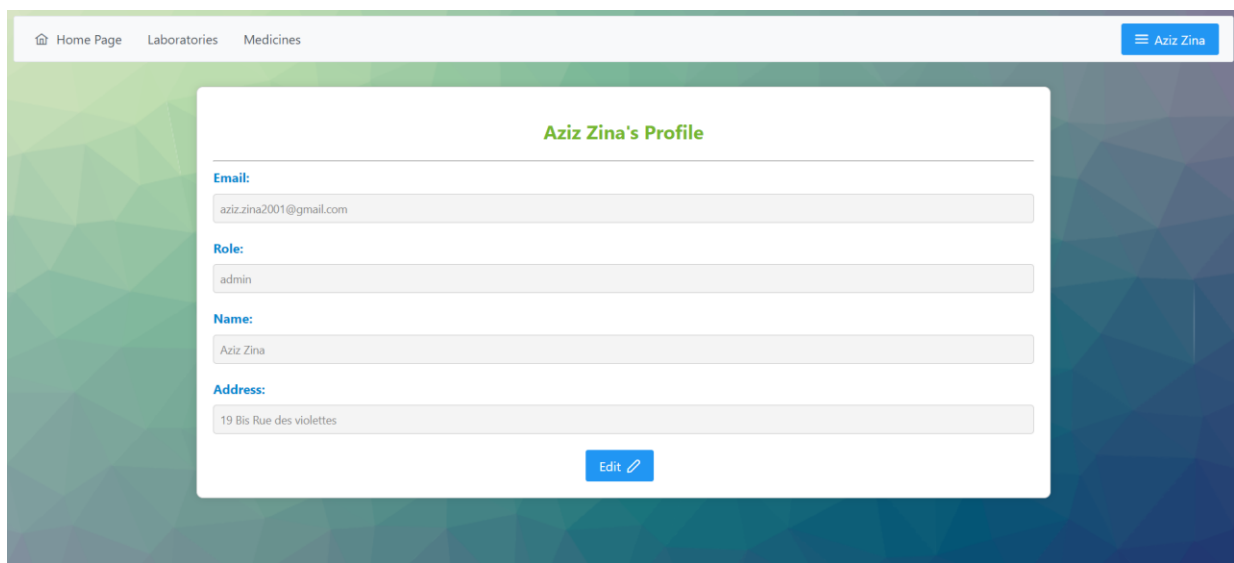 Home Page Laboratories Medicines Aziz Zina
Aziz Zina's Profile
Email:
aziz.zina2001@gmail.com
Role:
admin
Name:
Aziz Zina
Address:
19 Bis Rue des violettes
Edit